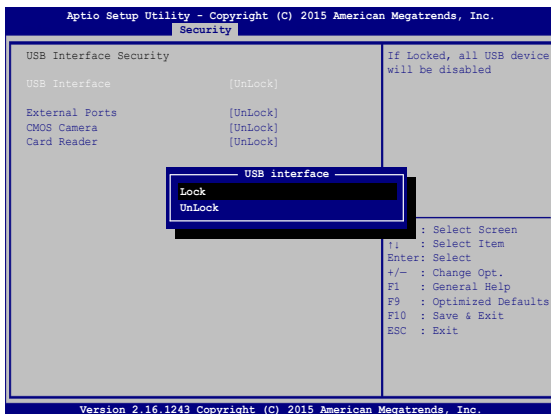 Aptio Setup Utility - Copyright (C) 2015 American Megatrends, Inc.
Security
USB Interface Security
USB Interface [UnLock]
External Ports [UnLock]
CMOS Camera [UnLock]
Card Reader [UnLock]
USB interface
Lock
UnLock
If Locked, all USB device
will be disabled
: Select Screen
↑↓ : Select Item
Enter: Select
+/— : Change Opt.
F1 : General Help
F9 : Optimized Defaults
F10 : Save & Exit
ESC : Exit
Version 2.16.1243 Copyright (C) 2015 American Megatrends, Inc.